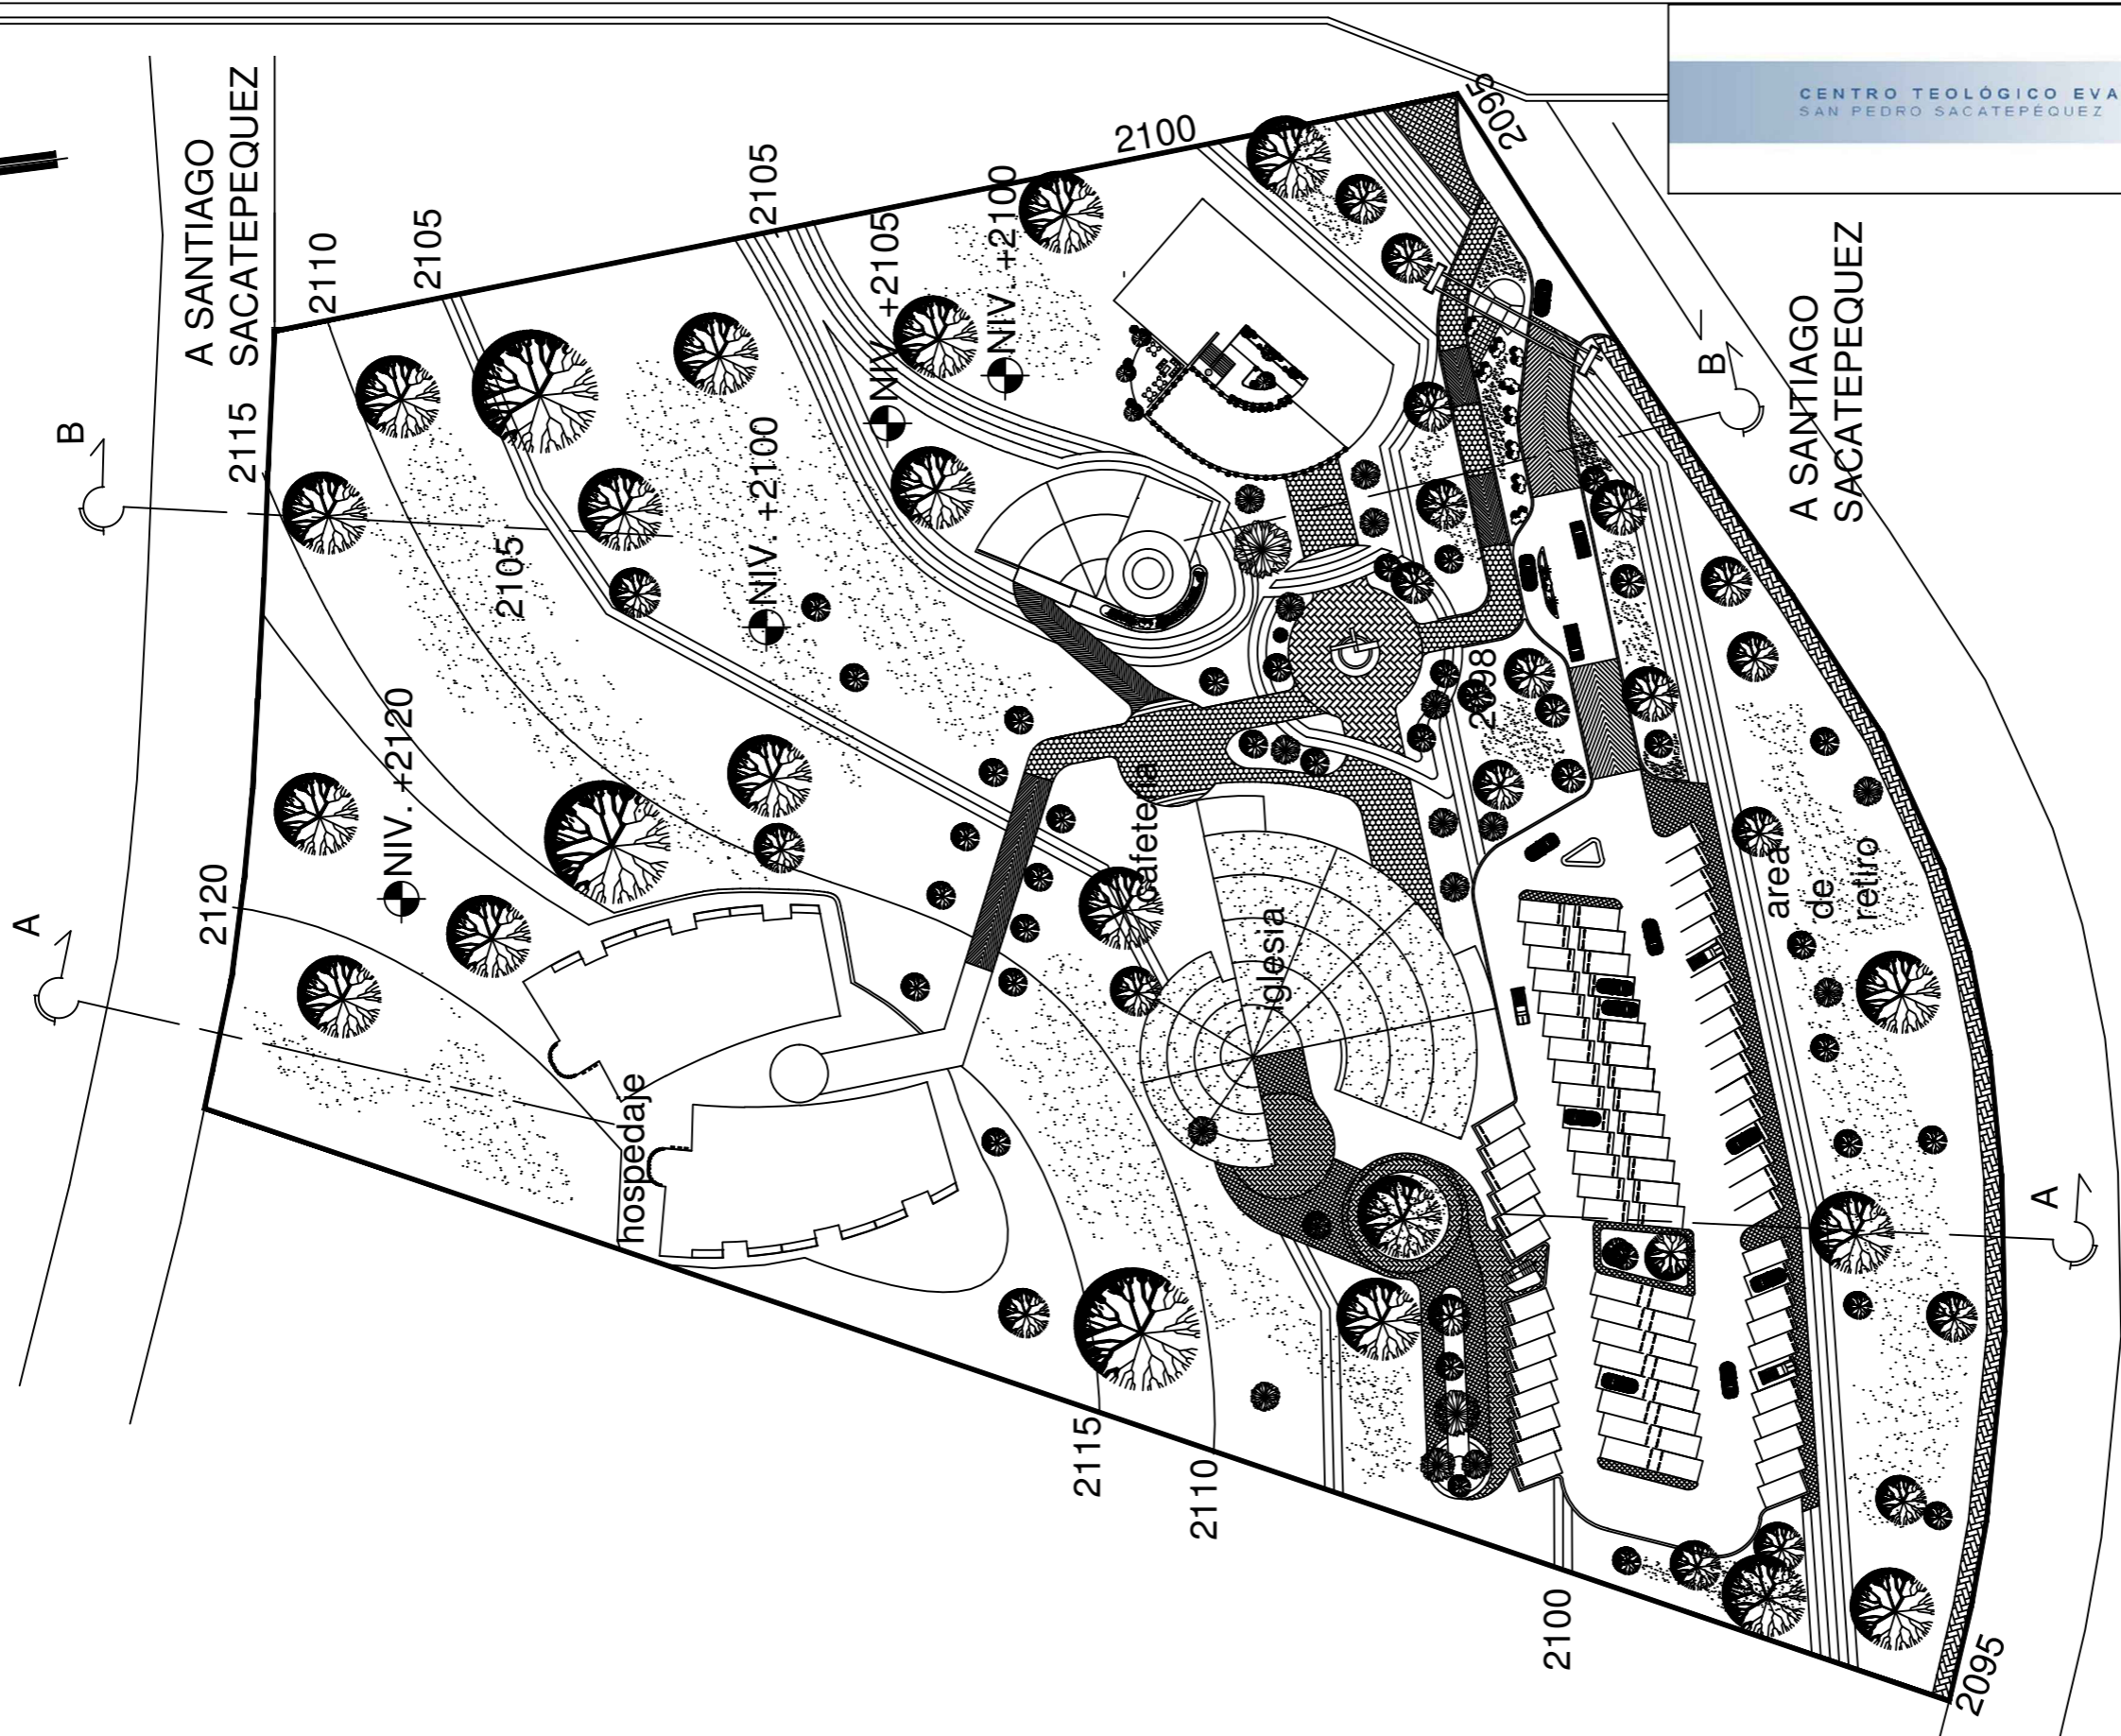 CENTRO TEOLÓGICO EVA
SAN PEDRO SACATEPÉQUEZ
A SANTIAGO
SACATEPEQUEZ
2110
2105
2105
2100
2095
NIV. +2105
NIV. +2100
B
2115
2105
NIV. +2100
B
A SANTIAGO
SACATEPEQUEZ
A
2120
NIV. +2120
2098
cafeteria
iglesia
area
de
retiro
hospedaje
A
2115
2110
2100
2095